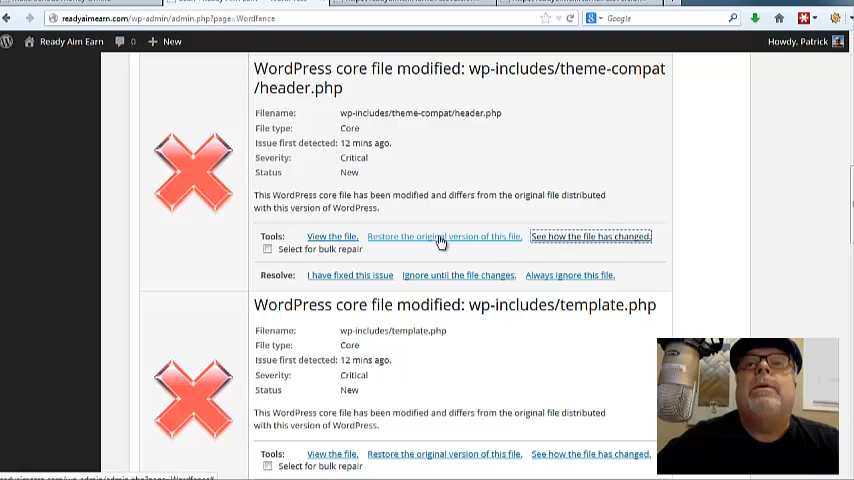 readyaimearn.com/wp-admin/admin.php?page=Wordfence
Google
Ready Aim Earn
0
+ New
Howdy, Patrick
WordPress core file modified: wp-includes/theme-compat
/header.php
Filename: wp-includes/theme-compat/header.php
File type: Core
Issue first detected: 12 mins ago.
Severity: Critical
Status New
This WordPress core file has been modified and differs from the original file distributed
with this version of WordPress.
Tools: View the file. Restore the original version of this file. See how the file has changed.
Select for bulk repair
Resolve: I have fixed this issue Ignore until the file changes. Always ignore this file.
WordPress core file modified: wp-includes/template.php
Filename: wp-includes/template.php
File type: Core
Issue first detected: 12 mins ago.
Severity: Critical
Status New
This WordPress core file has been modified and differs from the original file distributed
with this version of WordPress.
Tools: View the file. Restore the original version of this file. See how the file has changed.
Select for bulk repair